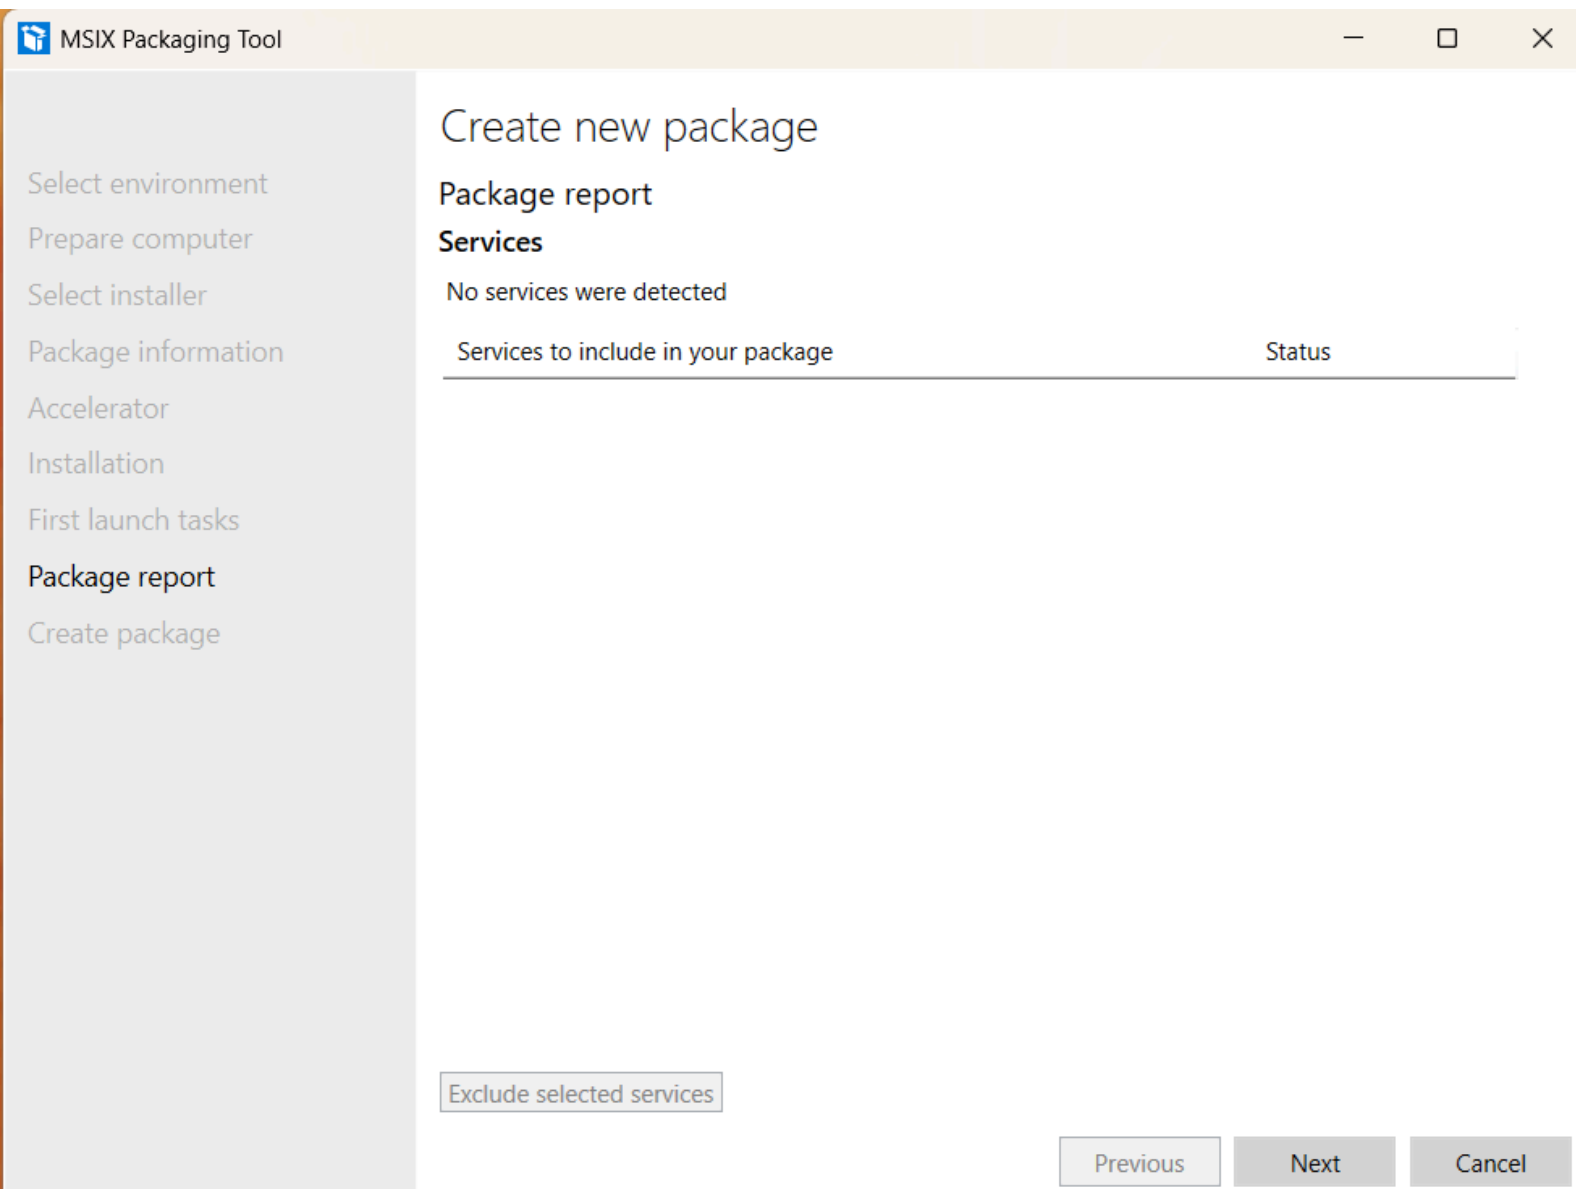 MSIX Packaging Tool
Select environment
Prepare computer
Select installer
Package information
Accelerator
Installation
First launch tasks
Package report
Create package
Create new package
Package report
Services
No services were detected
Services to include in your package Status
Exclude selected services
Previous Next Cancel